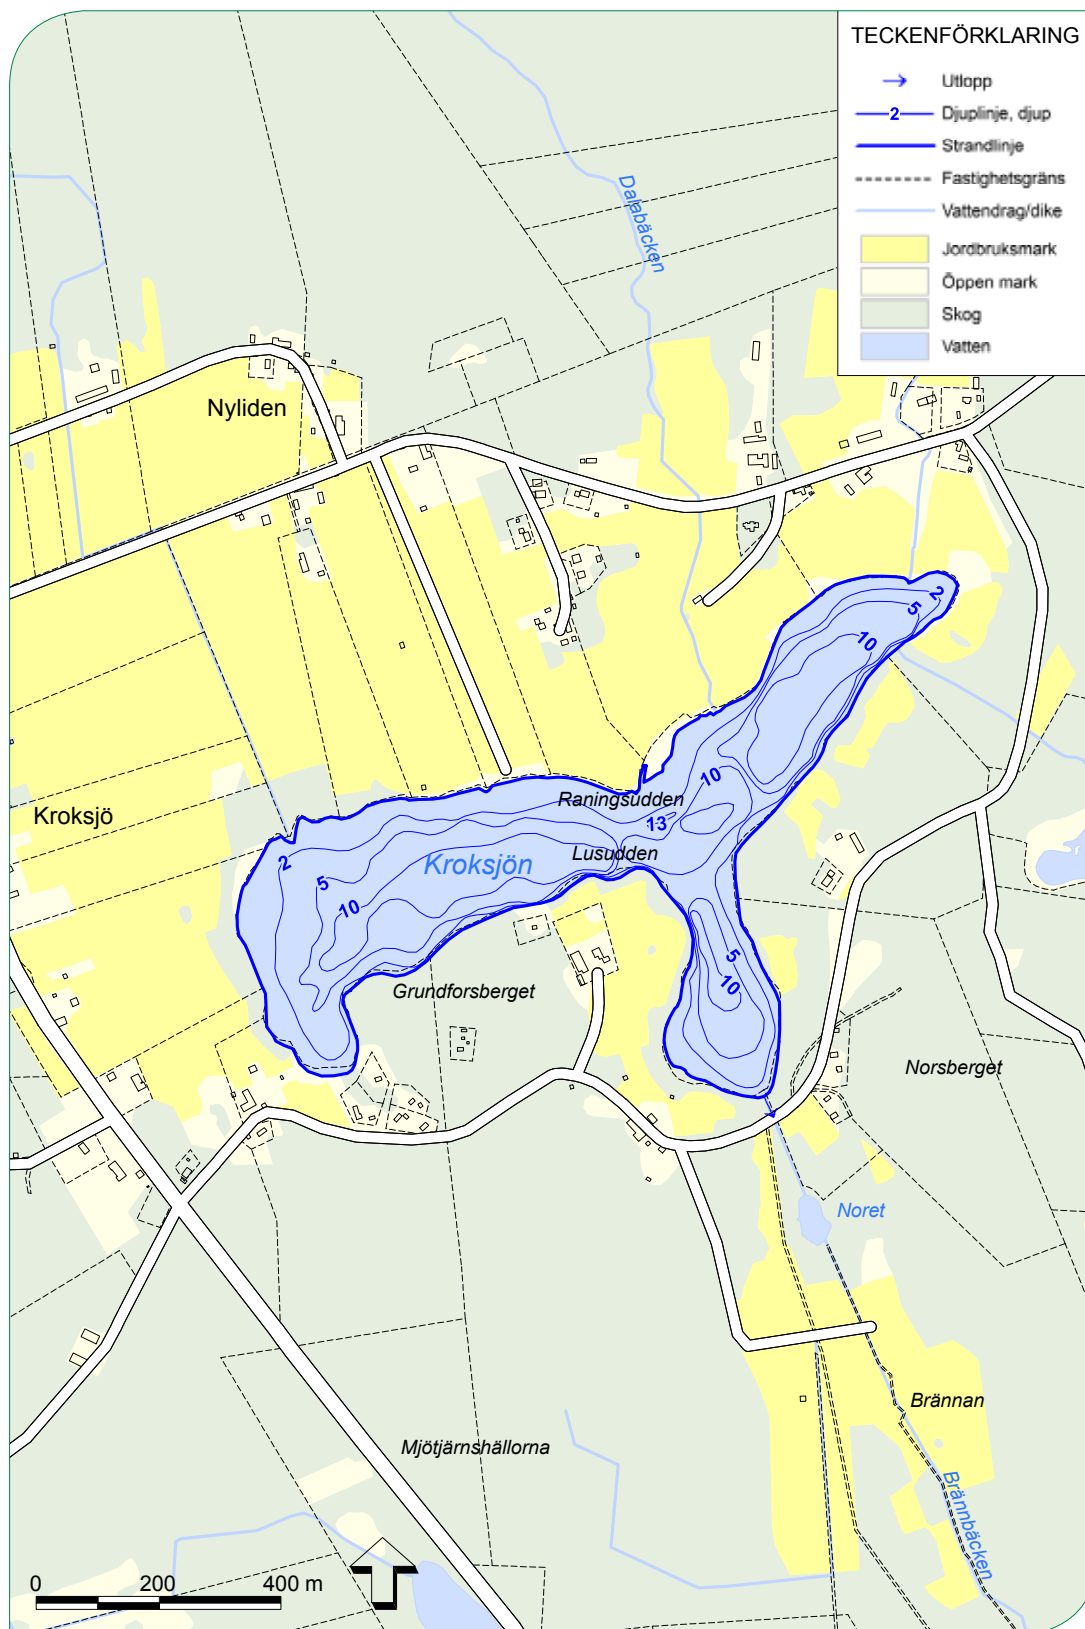 TECKENFÖRKLARING
Utlopp
2 Djuplinje, djup
Strandlinje
Fastighetsgräns
Vattendrag/dike
Jordbruksmark
Öppen mark
Skog
Vatten
Dalabäcken
Nyliden
2
5
10
10
Raningsudden
13
Kroksjö
Lusudden
2
Kroksjön
5
10
5
10
Grundforsberget
Norsberget
Noret
Brännan
Mjötjärnshällorna
Brännbäcken
0 200 400 m